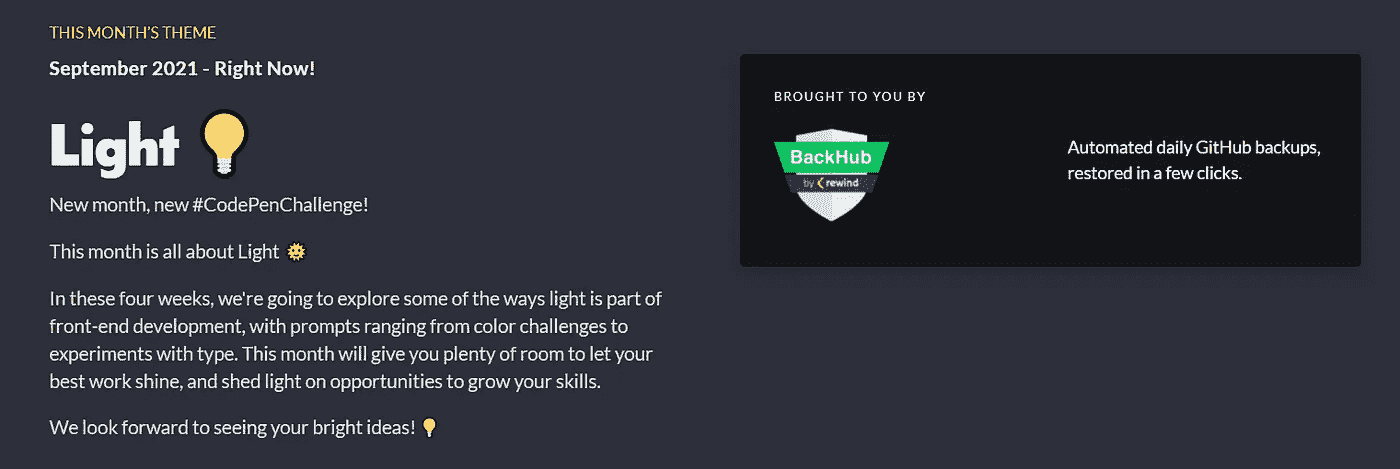 THIS MONTH'S THEME
September 2021 - Right Now!
Light
New month, new #CodePenChallenge!
This month is all about Light
In these four weeks, we're going to explore some of the ways light is part of
front-end development, with prompts ranging from color challenges to
experiments with type. This month will give you plenty of room to let your
best work shine, and shed light on opportunities to grow your skills.
We look forward to seeing your bright ideas!
BROUGHT TO YOU BY
BackHub
by rewind
Automated daily GitHub backups,
restored in a few clicks.